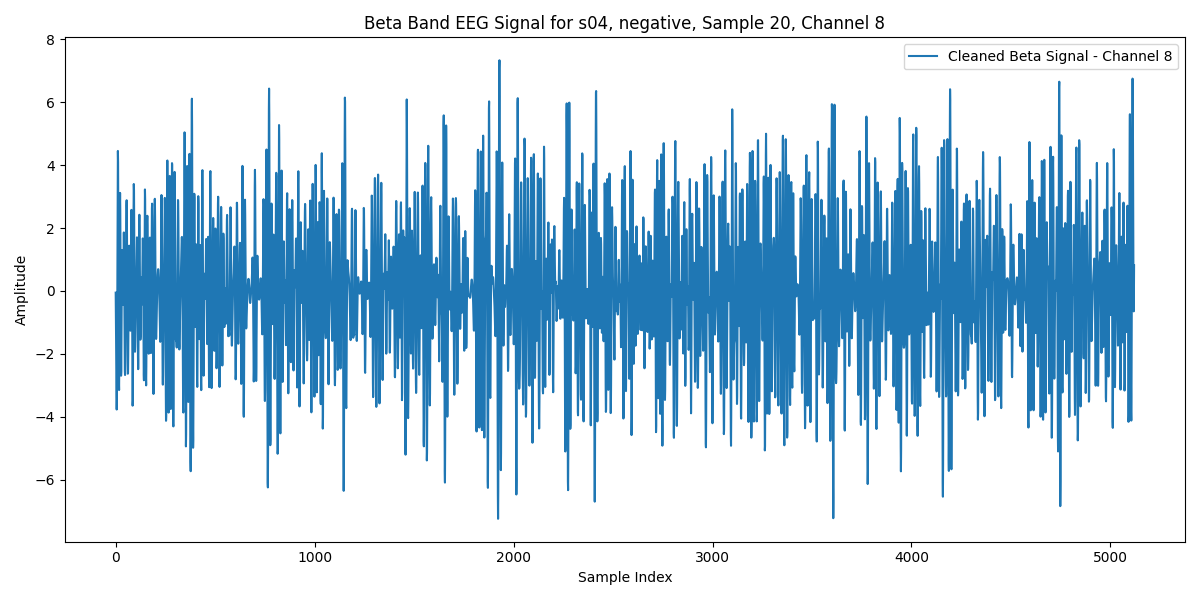 Beta Band EEG Signal for s04, negative, Sample 20, Channel 8
Cleaned Beta Signal - Channel 8
8
6
4
2
0
−2
−4
−6
Amplitude
0 1000 2000 3000 4000 5000
Sample Index